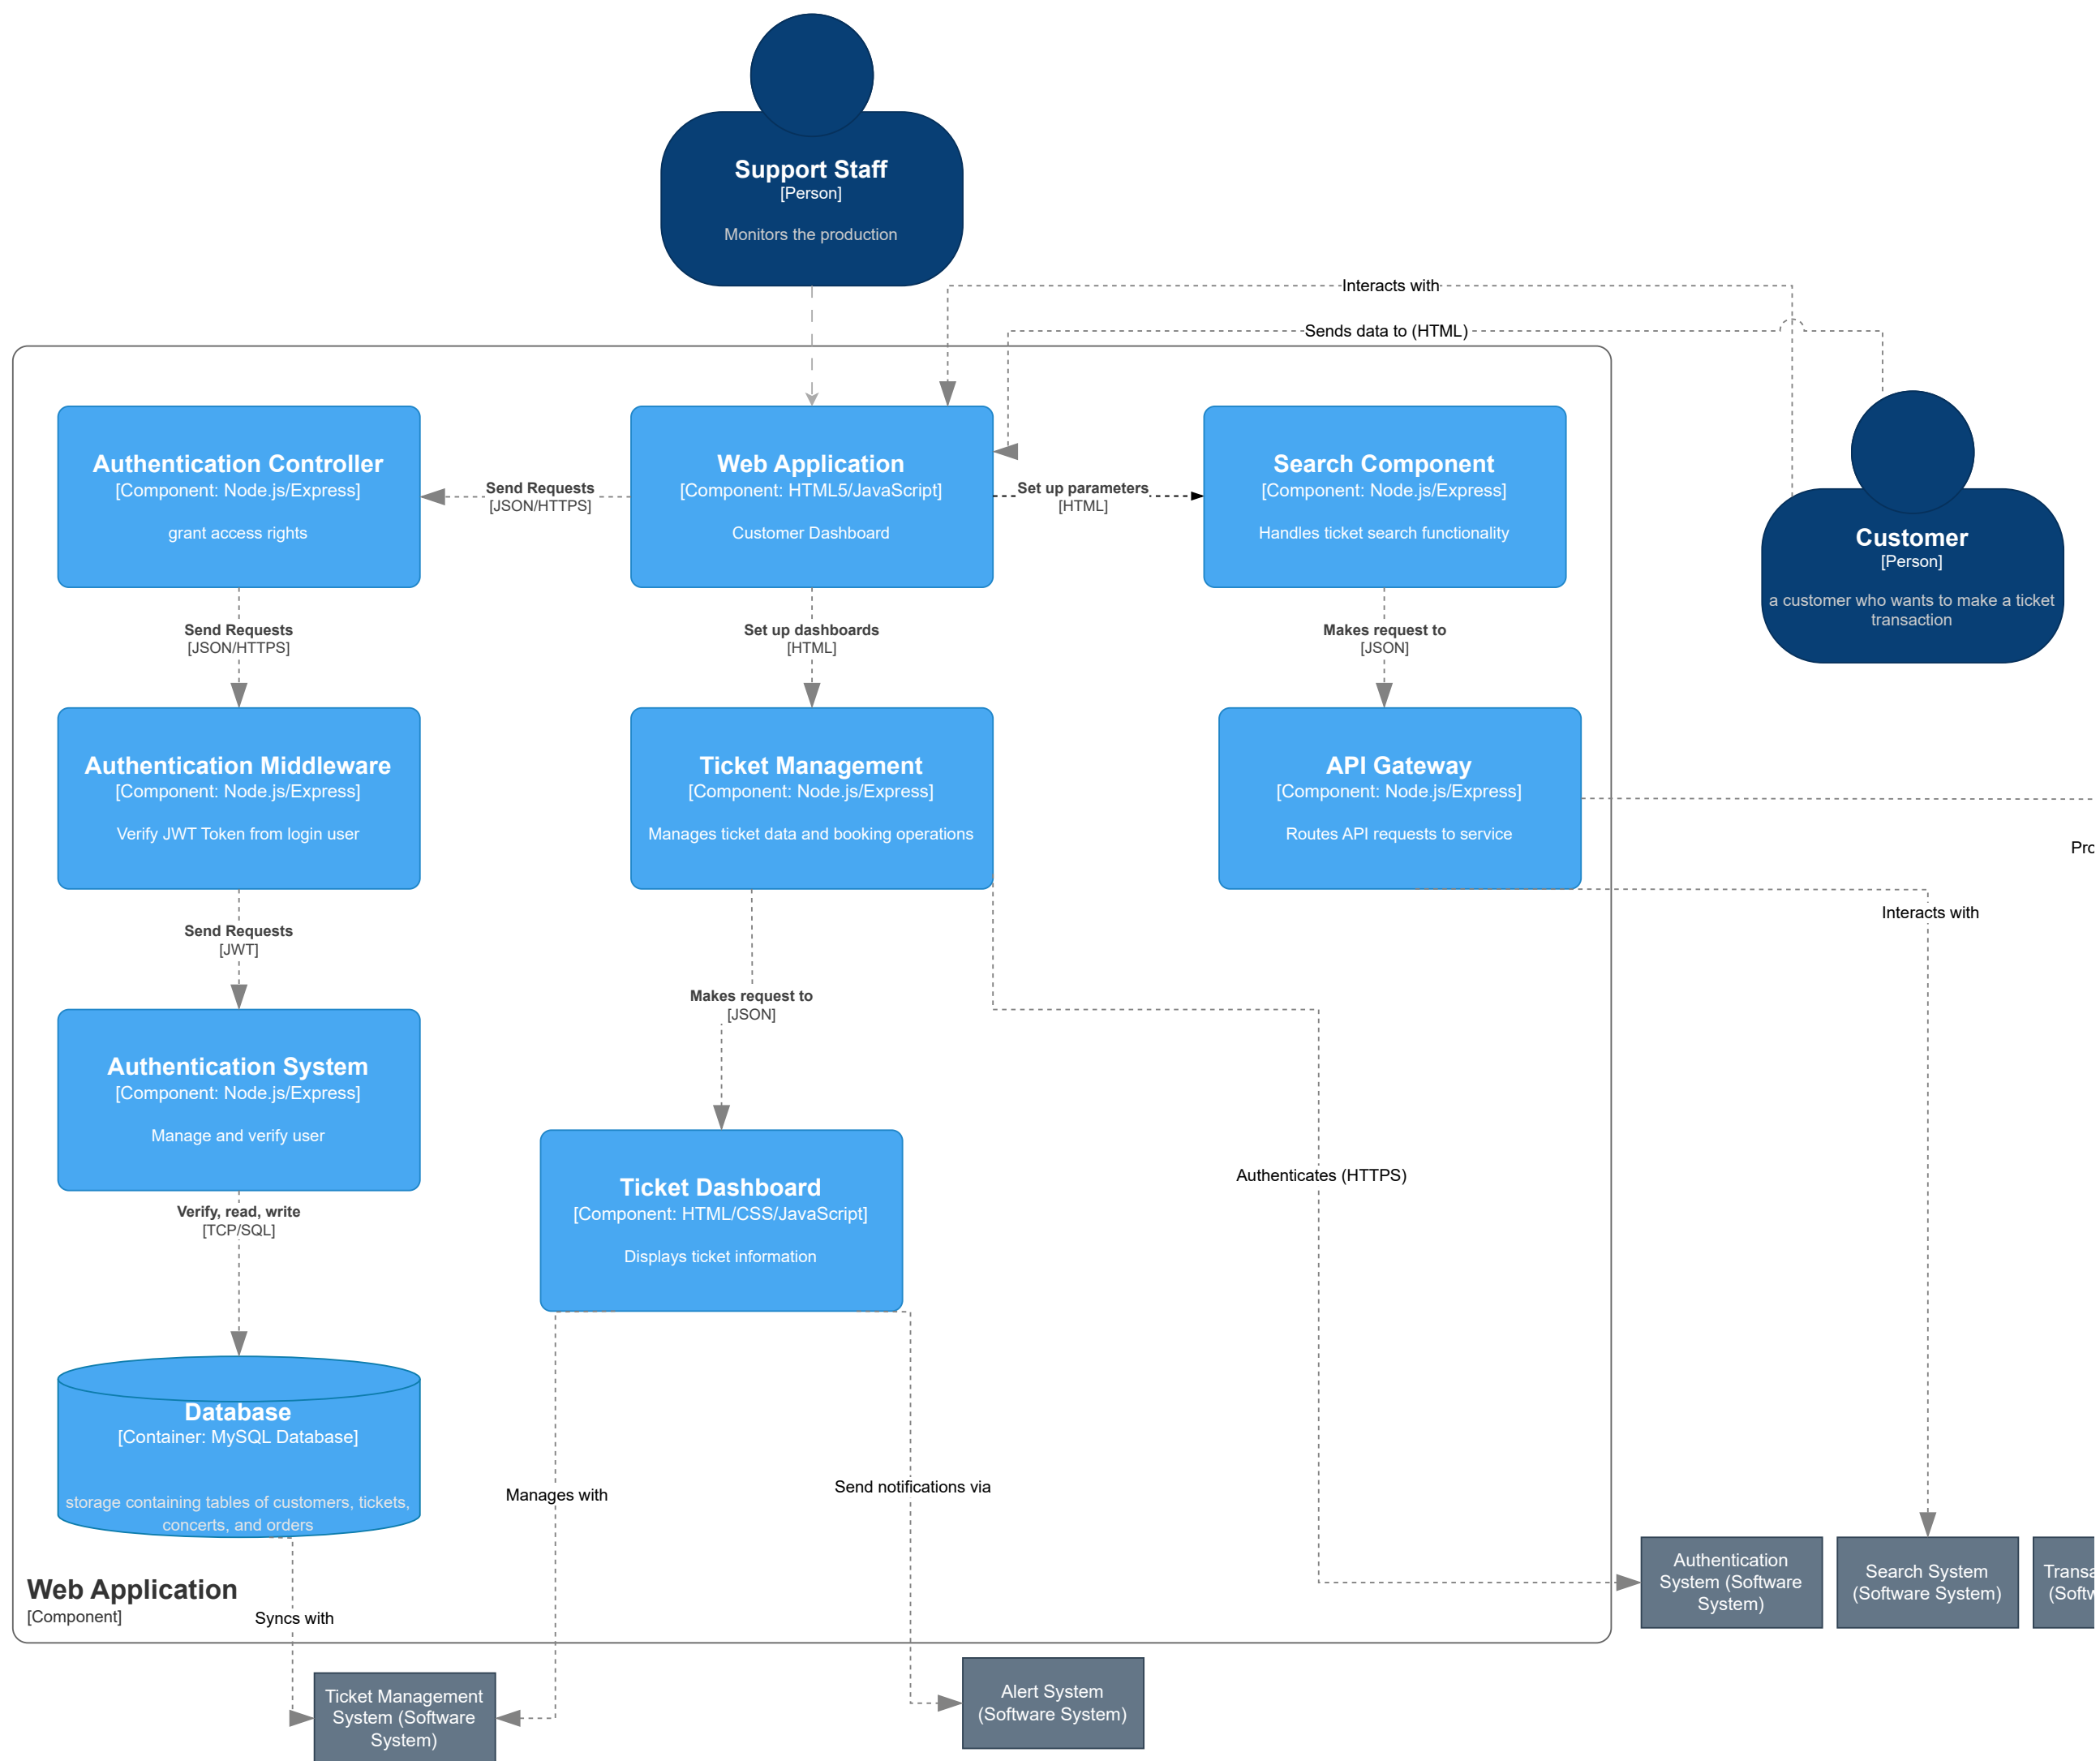 Support Staff
[Person]
Monitors the production
Interacts with
Sends data to (HTML)
Authentication Controller
[Component: Node.js/Express]
grant access rights
Send Requests
[JSON/HTTPS]
Web Application
[Component: HTML5/JavaScript]
Customer Dashboard
Set up parameters
[HTML]
Search Component
[Component: Node.js/Express]
Handles ticket search functionality
Customer
[Person]
a customer who wants to make a ticket
transaction
Send Requests
[JSON/HTTPS]
Set up dashboards
[HTML]
Makes request to
[JSON]
Authentication Middleware
[Component: Node.js/Express]
Verify JWT Token from login user
Ticket Management
[Component: Node.js/Express]
Manages ticket data and booking operations
API Gateway
[Component: Node.js/Express]
Routes API requests to service
Interacts with
Send Requests
[JWT]
Makes request to
[JSON]
Authentication System
[Component: Node.js/Express]
Manage and verify user
Authenticates (HTTPS)
Verify, read, write
[TCP/SQL]
Ticket Dashboard
[Component: HTML/CSS/JavaScript]
Displays ticket information
Database
[Container: MySQL Database]
storage containing tables of customers, tickets,
concerts, and orders
Manages with
Send notifications via
Web Application
[Component]
Syncs with
Authentication
System (Software
System)
Search System
(Software System)
Ticket Management
System (Software
System)
Alert System
(Software System)